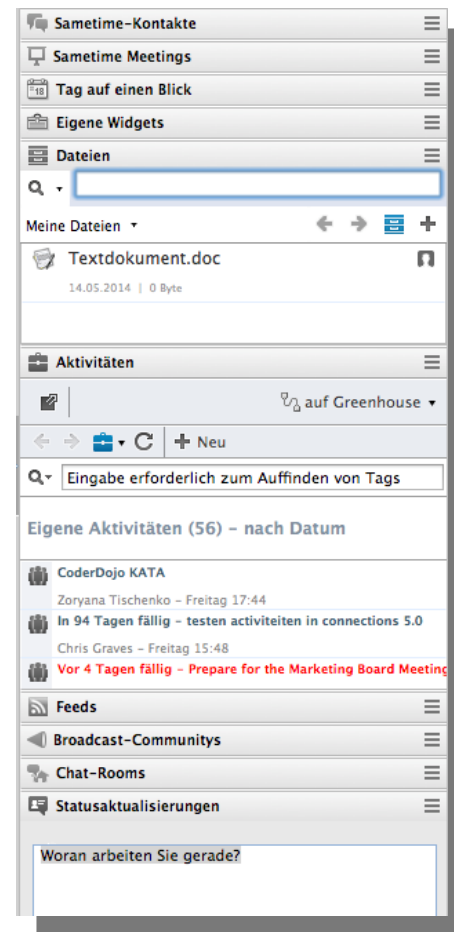 Sametime-Kontakte
Sametime Meetings
18 Tag auf einen Blick
Eigene Widgets
Dateien
Meine Dateien
Textdokument.doc
14.05.2014 | 0 Byte
Aktivitäten
auf Greenhouse
Neu
Eingabe erforderlich zum Auffinden von Tags
Eigene Aktivitäten (56) – nach Datum
CoderDojo KATA
Zoryana Tischenko – Freitag 17:44
In 94 Tagen fällig – testen activiteiten in connections 5.0
Chris Graves – Freitag 15:48
Vor 4 Tagen fällig – Prepare for the Marketing Board Meeting
Feeds
Broadcast-Communitys
Chat-Rooms
Statusaktualisierungen
Woran arbeiten Sie gerade?